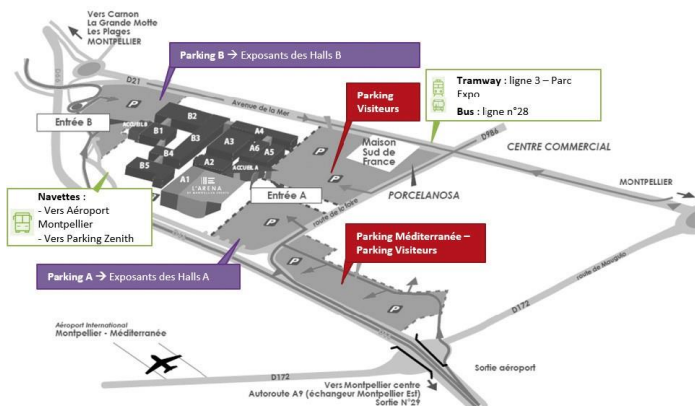 Vers Carnon
La Grande Motte
Les Plages
MONTPELLIER
Parking B → Exposants des Halls B
D21
Avenue de la Mer
Parking
Visiteurs
Tramway : ligne 3 – Parc
Expo
Bus : ligne n°28
P
Entrée B
ACCUEIL B
B2
B1
B3
B4
B5
A4
A3
A6
A5
A2
A1
ACCUEIL A
L'ARENA
P
Maison
Sud de
France
D986
CENTRE COMMERCIAL
P
Entrée A
PORCELANOSA
MONTPELLIER
Navettes :
- Vers Aéroport
Montpellier
- Vers Parking Zenith
route de la foire
P
Parking Méditerranée –
Parking Visiteurs
Parking A → Exposants des Halls A
P
P
route de Mauguio
D172
Aéroport International
Montpellier - Méditerranée
Sortie aéroport
D172
Vers Montpellier centre
Autoroute A9 (échangeur Montpellier Est)
Sortie N°29